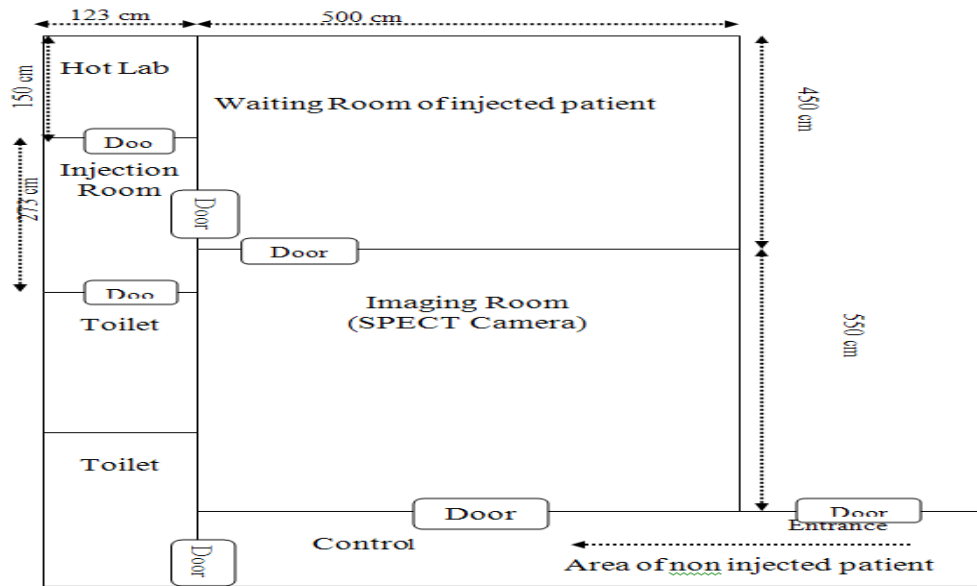 123 cm
500 cm
150 cm
Hot Lab
Waiting Room of injected patient
450 cm
Doo
Injection
Room
275 cm
Door
Door
Doo
Toilet
Imaging Room
(SPECT Camera)
550 cm
Toilet
Door
Door
Entrance
Control
Door
Area of non injected patient